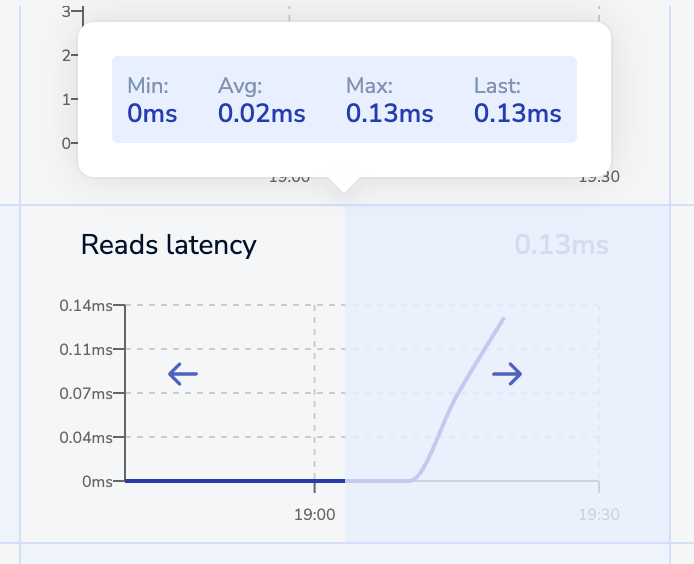 3
2
1
0
Min: Avg: Max: Last:
0ms 0.02ms 0.13ms 0.13ms
19:00 19:30
Reads latency 0.13ms
0.14ms
0.11ms
0.07ms
0.04ms
0ms
19:00 19:30